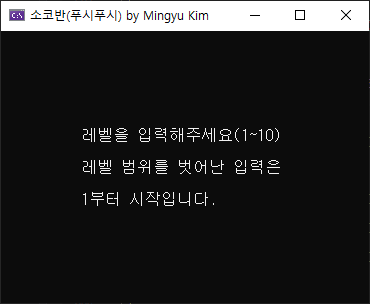 소코반(푸시푸시) by Mingyu Kim
레벨을 입력해주세요(1~10)
레벨 범위를 벗어난 입력은
1부터 시작입니다.